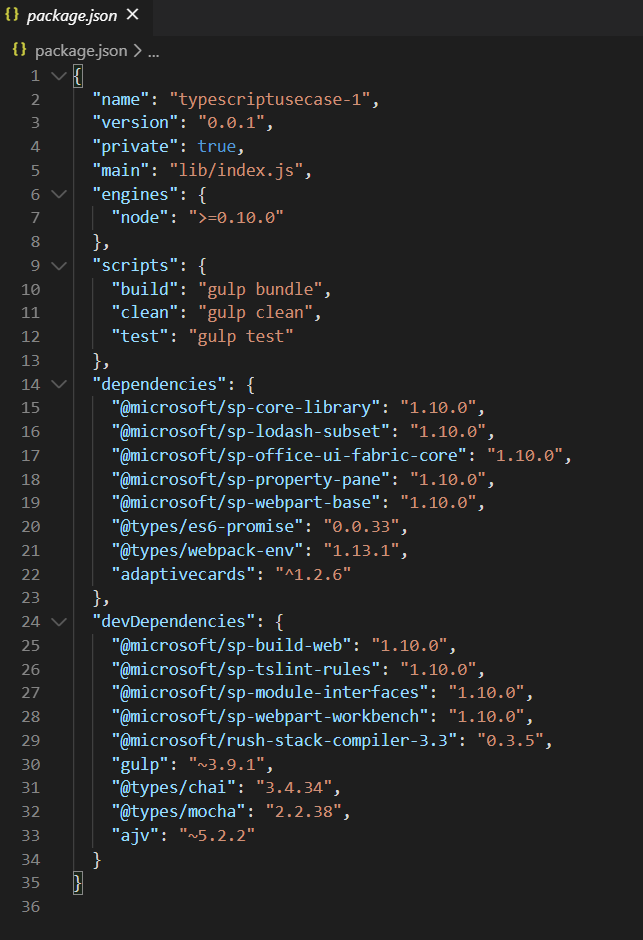 {} package.json ✕
{} package.json > ...
1 {
2 "name": "typescriptusecase-1",
3 "version": "0.0.1",
4 "private": true,
5 "main": "lib/index.js",
6 "engines": {
7 "node": ">=0.10.0"
8 },
9 "scripts": {
10 "build": "gulp bundle",
11 "clean": "gulp clean",
12 "test": "gulp test"
13 },
14 "dependencies": {
15 "@microsoft/sp-core-library": "1.10.0",
16 "@microsoft/sp-lodash-subset": "1.10.0",
17 "@microsoft/sp-office-ui-fabric-core": "1.10.0",
18 "@microsoft/sp-property-pane": "1.10.0",
19 "@microsoft/sp-webpart-base": "1.10.0",
20 "@types/es6-promise": "0.0.33",
21 "@types/webpack-env": "1.13.1",
22 "adaptivecards": "^1.2.6"
23 },
24 "devDependencies": {
25 "@microsoft/sp-build-web": "1.10.0",
26 "@microsoft/sp-tslint-rules": "1.10.0",
27 "@microsoft/sp-module-interfaces": "1.10.0",
28 "@microsoft/sp-webpart-workbench": "1.10.0",
29 "@microsoft/rush-stack-compiler-3.3": "0.3.5",
30 "gulp": "~3.9.1",
31 "@types/chai": "3.4.34",
32 "@types/mocha": "2.2.38",
33 "ajv": "~5.2.2"
34 }
35 }
36